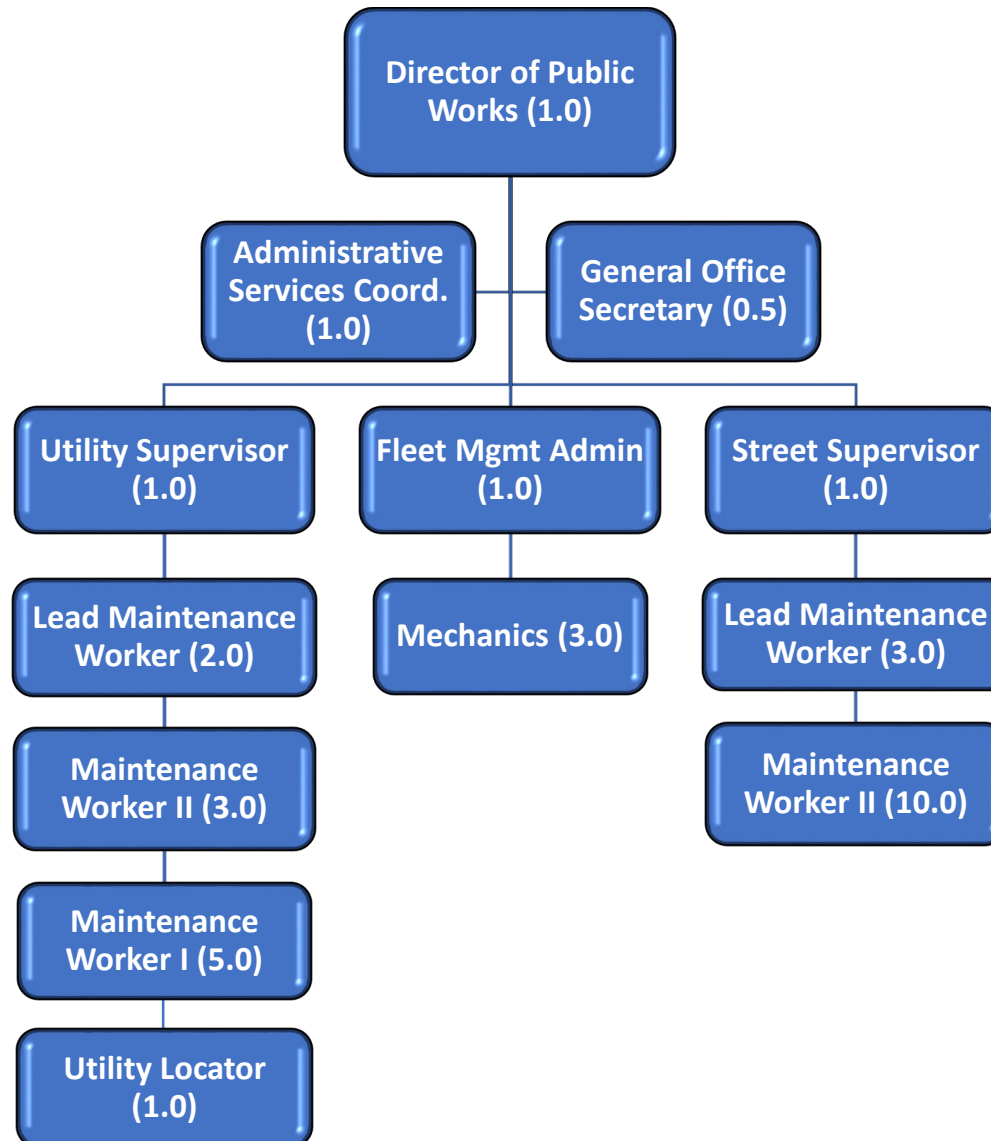 Director of Public
Works (1.0)
Administrative
Services Coord.
(1.0)
General Office
Secretary (0.5)
Utility Supervisor
(1.0)
Fleet Mgmt Admin
(1.0)
Street Supervisor
(1.0)
Lead Maintenance
Worker (2.0)
Mechanics (3.0)
Lead Maintenance
Worker (3.0)
Maintenance
Worker II (3.0)
Maintenance
Worker II (10.0)
Maintenance
Worker I (5.0)
Utility Locator
(1.0)